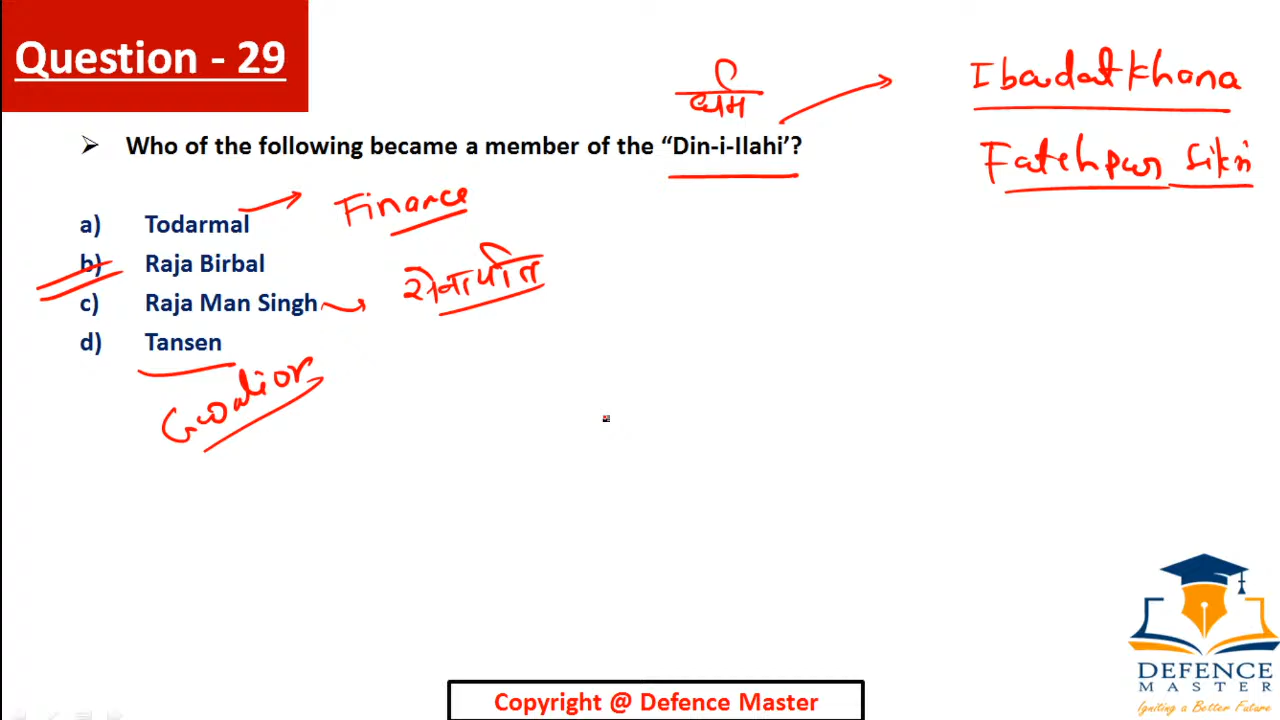 Question - 29
धर्म
Ibadatkhana
➢ Who of the following became a member of the “Din-i-Ilahi’?
Fatehpur Sikri
a) Todarmal
Finance
b) Raja Birbal
सेनापति
c) Raja Man Singh
d) Tansen
Gwalior
DEFENCE
MASTER
Igniting a Better Future
Copyright @ Defence Master